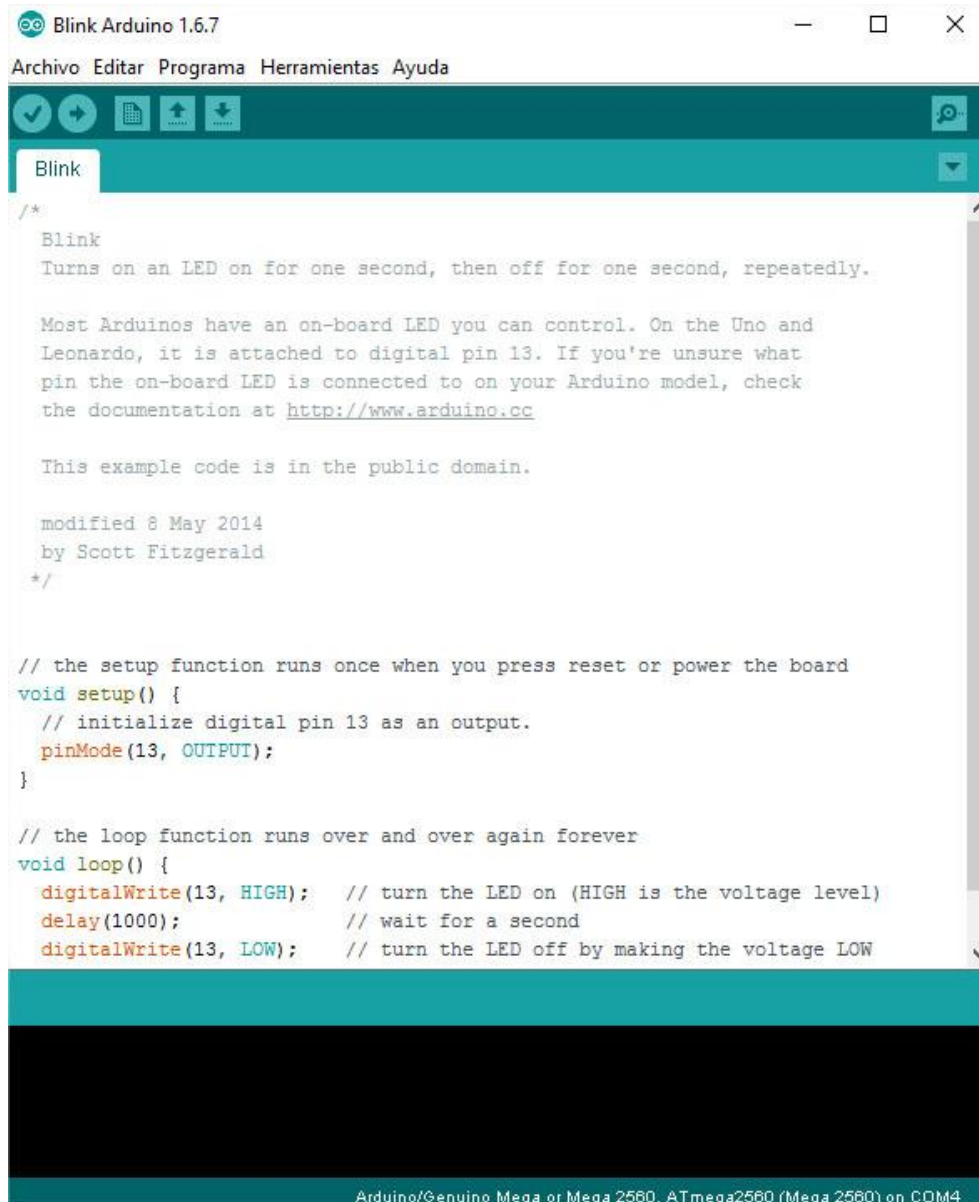 Blink Arduino 1.6.7
Archivo Editar Programa Herramientas Ayuda
Blink
/*
  Blink
  Turns on an LED on for one second, then off for one second, repeatedly.

  Most Arduinos have an on-board LED you can control. On the Uno and
  Leonardo, it is attached to digital pin 13. If you're unsure what
  pin the on-board LED is connected to on your Arduino model, check
  the documentation at http://www.arduino.cc

  This example code is in the public domain.

  modified 8 May 2014
  by Scott Fitzgerald
 */

// the setup function runs once when you press reset or power the board
void setup() {
  // initialize digital pin 13 as an output.
  pinMode(13, OUTPUT);
}

// the loop function runs over and over again forever
void loop() {
  digitalWrite(13, HIGH);   // turn the LED on (HIGH is the voltage level)
  delay(1000);              // wait for a second
  digitalWrite(13, LOW);    // turn the LED off by making the voltage LOW
Arduino/Genuino Mega or Mega 2560, ATmega2560 (Mega 2560) on COM4